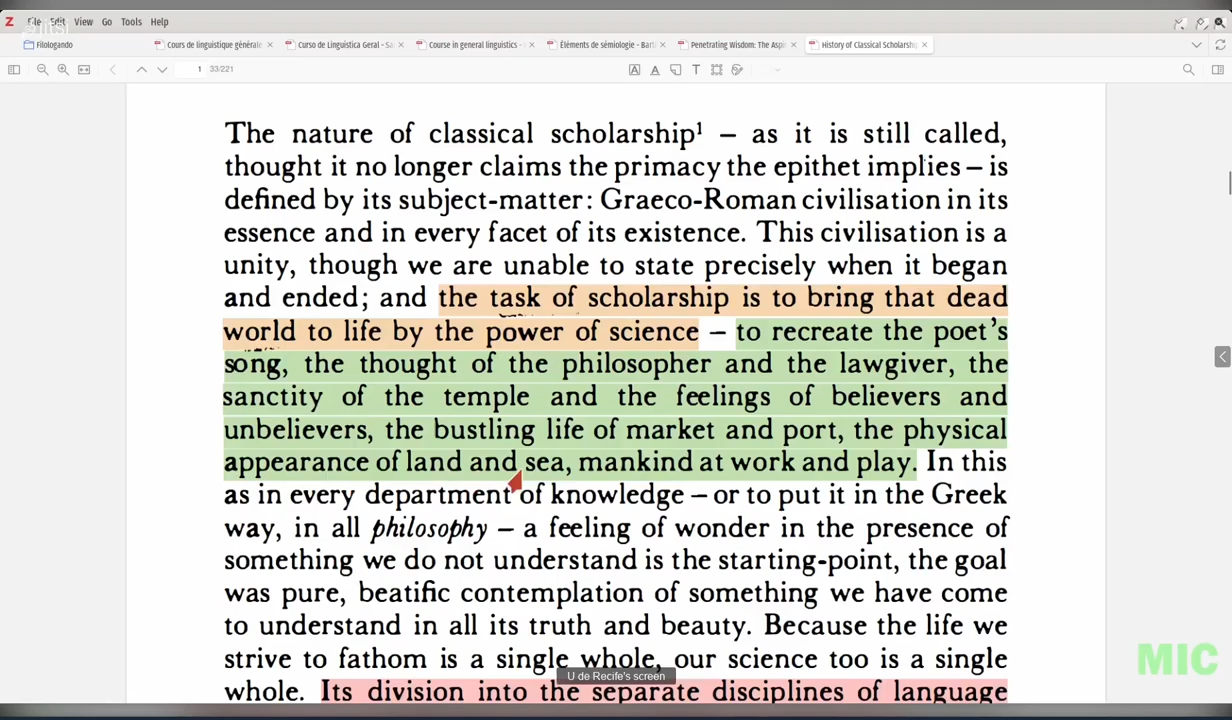 File Edit View Go Tools Help
Filologando
Cours de linguistique générale
Curso de Linguística Geral - Sa
Course in general linguistics -
Éléments de sémiologie - Bart
Penetrating Wisdom: The Aspi
History of Classical Scholarshi
1 33/221
The nature of classical scholarship¹ – as it is still called,
thought it no longer claims the primacy the epithet implies – is
defined by its subject-matter: Graeco-Roman civilisation in its
essence and in every facet of its existence. This civilisation is a
unity, though we are unable to state precisely when it began
and ended; and the task of scholarship is to bring that dead
world to life by the power of science – to recreate the poet's
song, the thought of the philosopher and the lawgiver, the
sanctity of the temple and the feelings of believers and
unbelievers, the bustling life of market and port, the physical
appearance of land and sea, mankind at work and play. In this
as in every department of knowledge – or to put it in the Greek
way, in all philosophy – a feeling of wonder in the presence of
something we do not understand is the starting-point, the goal
was pure, beatific contemplation of something we have come
to understand in all its truth and beauty. Because the life we
strive to fathom is a single whole, our science too is a single
whole. Its division into the separate disciplines of language
U de Recife's screen
MIC